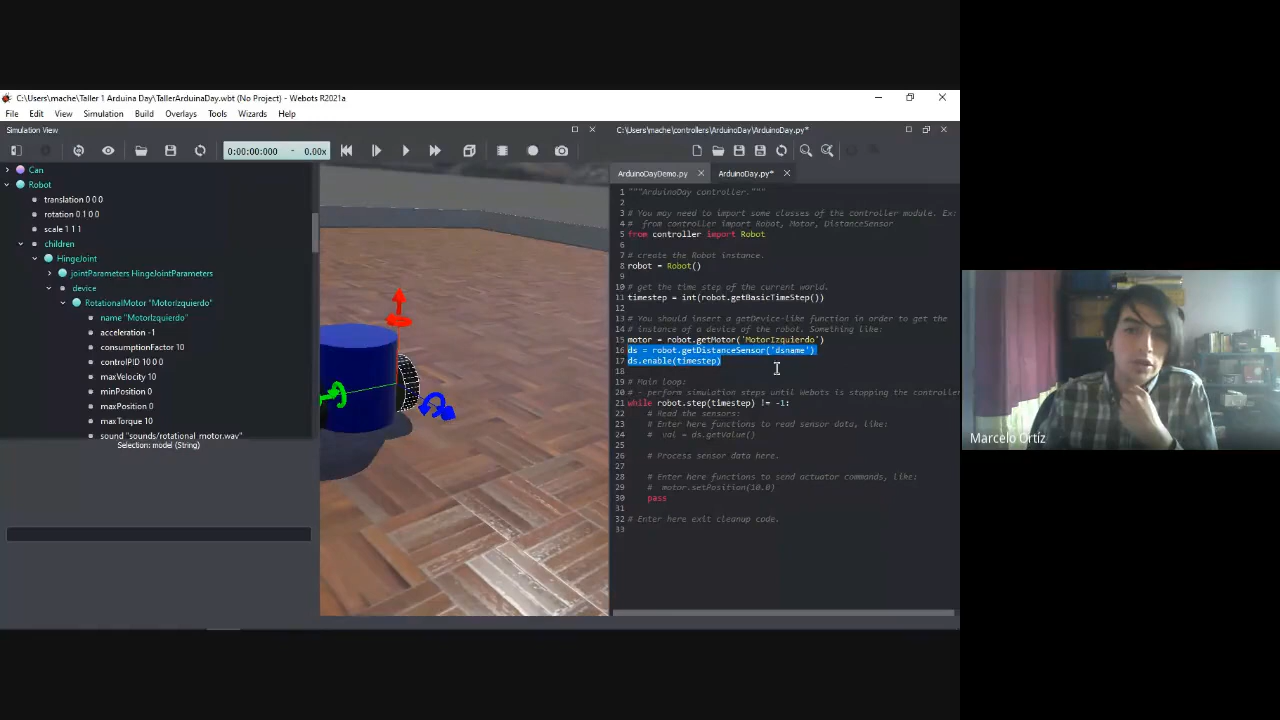 C:\Users\mache\Taller 1 Arduina Day\TallerArduinaDay.wbt (No Project) - Webots R2021a
File Edit View Simulation Build Overlays Tools Wizards Help
Simulation View
0:00:00:000 - 0.00x
Can
Robot
translation 0 0 0
rotation 0 1 0 0
scale 1 1 1
children
HingeJoint
jointParameters HingeJointParameters
device
RotationalMotor "MotorIzquierdo"
name "MotorIzquierdo"
acceleration -1
consumptionFactor 10
controlPID 10 0 0
maxVelocity 10
minPosition 0
maxPosition 0
maxTorque 10
sound "sounds/rotational_motor.wav"
Selection: model (String)
C:\Users\mache\controllers\ArduinoDay\ArduinoDay.py*
ArduinoDayDemo.py ArduinoDay.py*
1 """ArduinoDay controller."""
2
3 # You may need to import some classes of the controller module. Ex:
4 #  from controller import Robot, Motor, DistanceSensor
5 from controller import Robot
6
7 # create the Robot instance.
8 robot = Robot()
9
10 # get the time step of the current world.
11 timestep = int(robot.getBasicTimeStep())
12
13 # You should insert a getDevice-like function in order to get the
14 # instance of a device of the robot. Something like:
15 motor = robot.getMotor('MotorIzquierdo')
16 ds = robot.getDistanceSensor('dsname')
17 ds.enable(timestep)
18
19 # Main loop:
20 # - perform simulation steps until Webots is stopping the controller
21 while robot.step(timestep) != -1:
22     # Read the sensors:
23     # Enter here functions to read sensor data, like:
24     #  val = ds.getValue()
25
26     # Process sensor data here.
27
28     # Enter here functions to send actuator commands, like:
29     #  motor.setPosition(10.0)
30     pass
31
32 # Enter here exit cleanup code.
33
Marcelo Ortíz